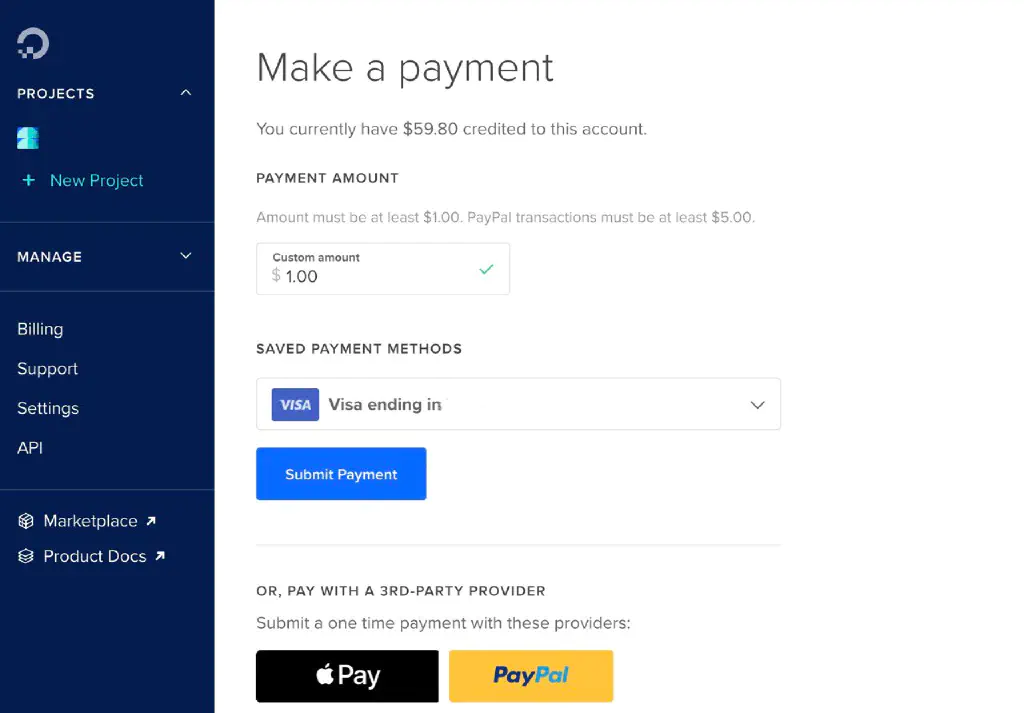 PROJECTS
+ New Project
MANAGE
Billing
Support
Settings
API
Marketplace
Product Docs
Make a payment
You currently have $59.80 credited to this account.
PAYMENT AMOUNT
Amount must be at least $1.00. PayPal transactions must be at least $5.00.
Custom amount
$ 1.00
SAVED PAYMENT METHODS
VISA Visa ending in
Submit Payment
OR, PAY WITH A 3RD-PARTY PROVIDER
Submit a one time payment with these providers:
Pay PayPal